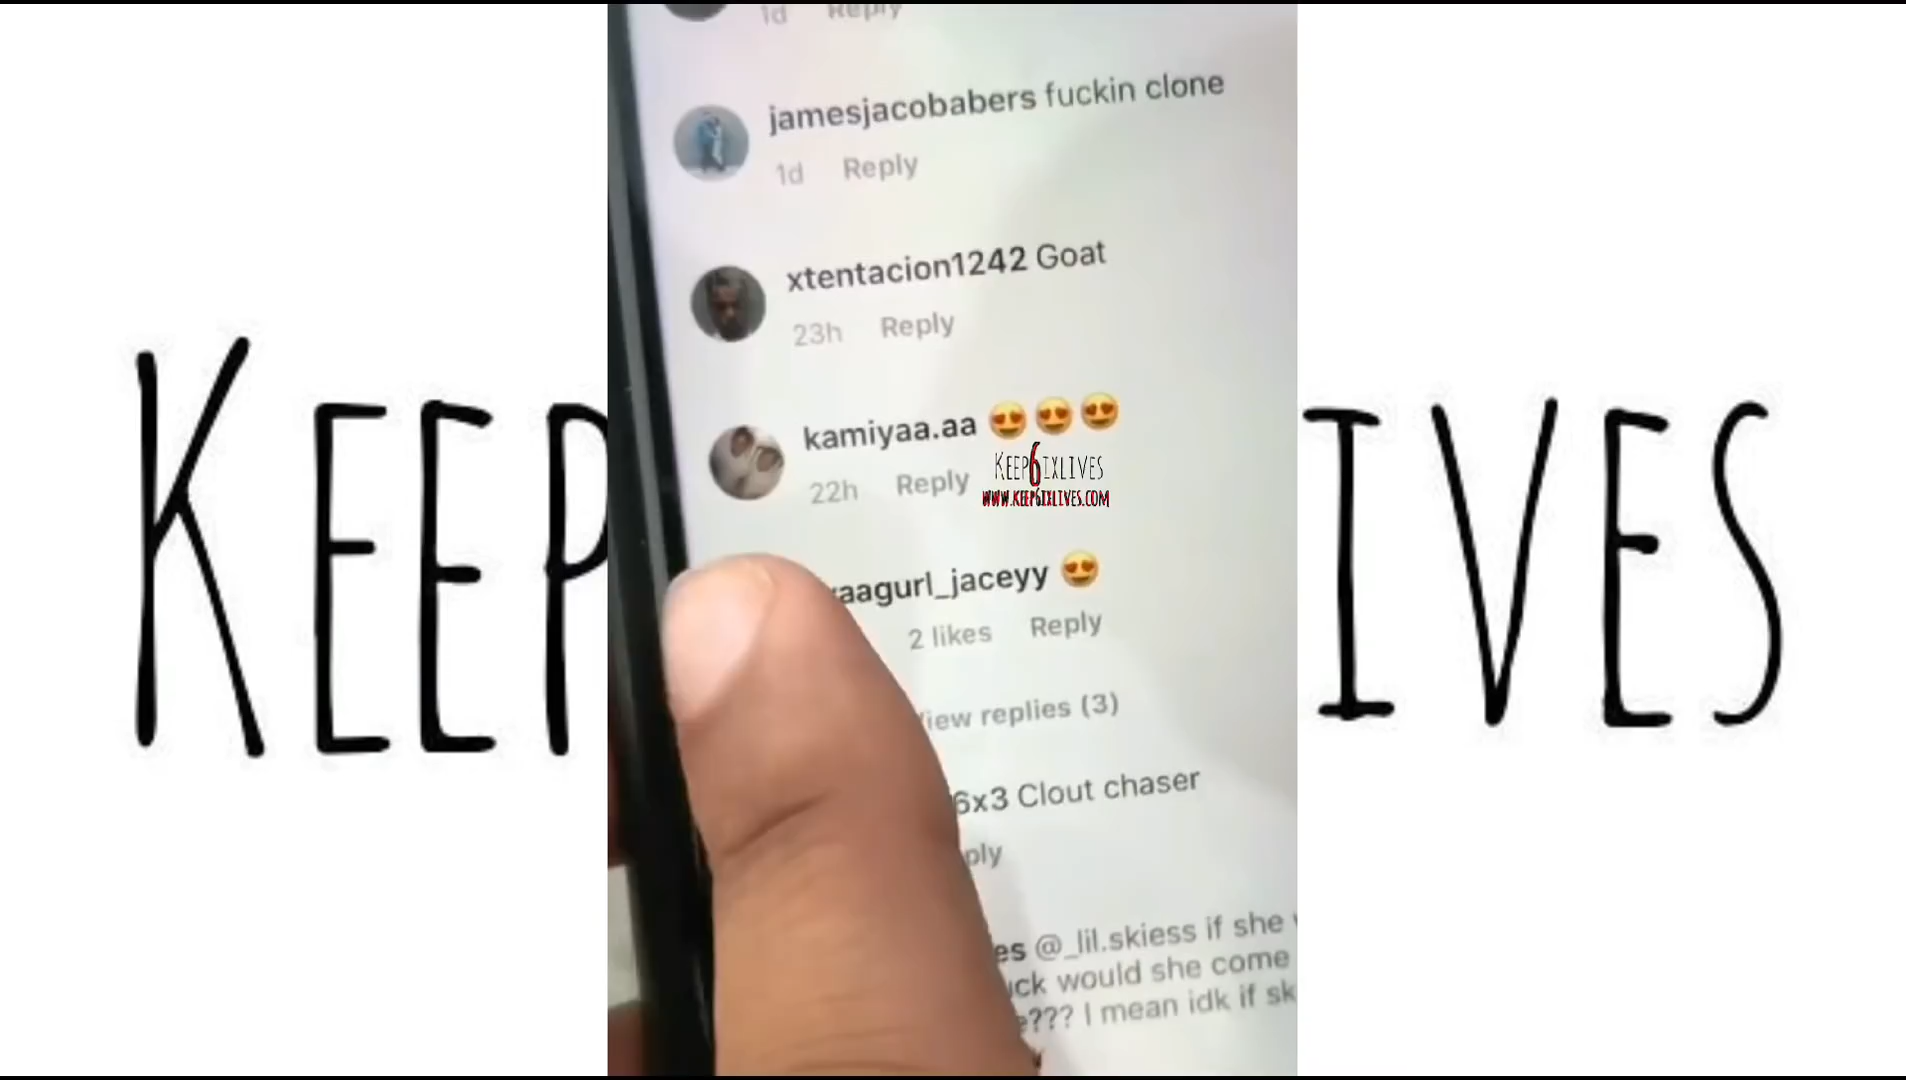 1d Reply
jamesjacobabers fuckin clone
1d Reply
xtentacion1242 Goat
23h Reply
kamiyaa.aa 😍😍😍
22h Reply
KEEP6IXLIVES
WWW.KEEP6IXLIVES.COM
aagurl_jaceyy 😍
2 likes Reply
iew replies (3)
6x3 Clout chaser
ply
es @_lil.skiess if she
uck would she come
e??? I mean idk if sk
KEEP IVES